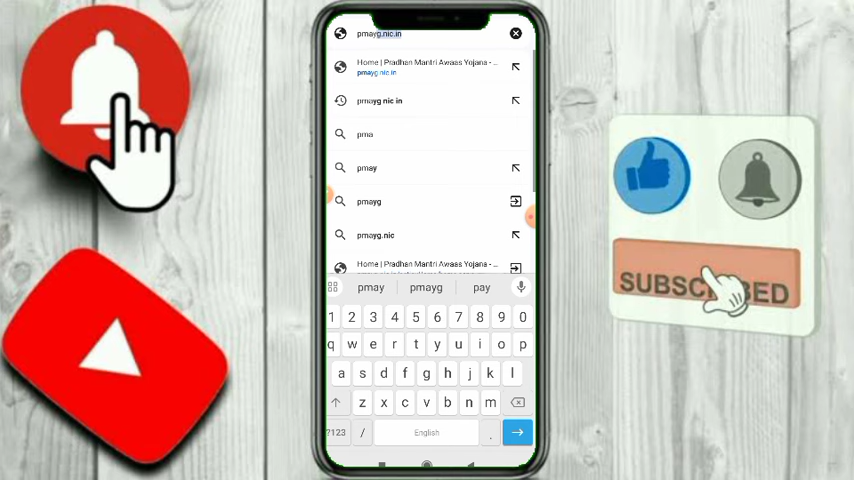 pmayg.nic.in
Home | Pradhan Mantri Awaas Yojana - ...
pmayg.nic.in
pmayg nic in
pma
pmay
pmayg
pmayg.nic
Home | Pradhan Mantri Awaas Yojana - ...
pmay pmayg pay
1 2 3 4 5 6 7 8 9 0
q w e r t y u i o p
a s d f g h j k l
z x c v b n m
?123 / English .
SUBSCRIBED